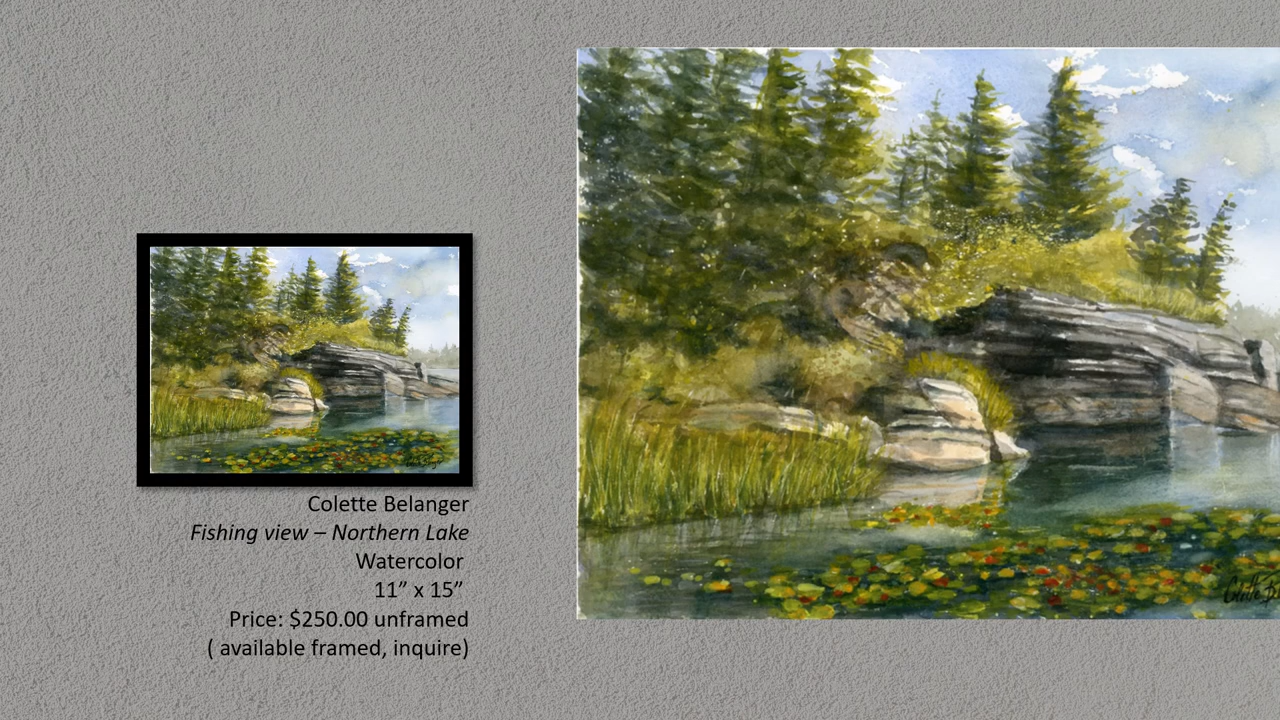 Colette Belanger
Fishing view – Northern Lake
Watercolor
11” x 15”
Price: $250.00 unframed
( available framed, inquire)